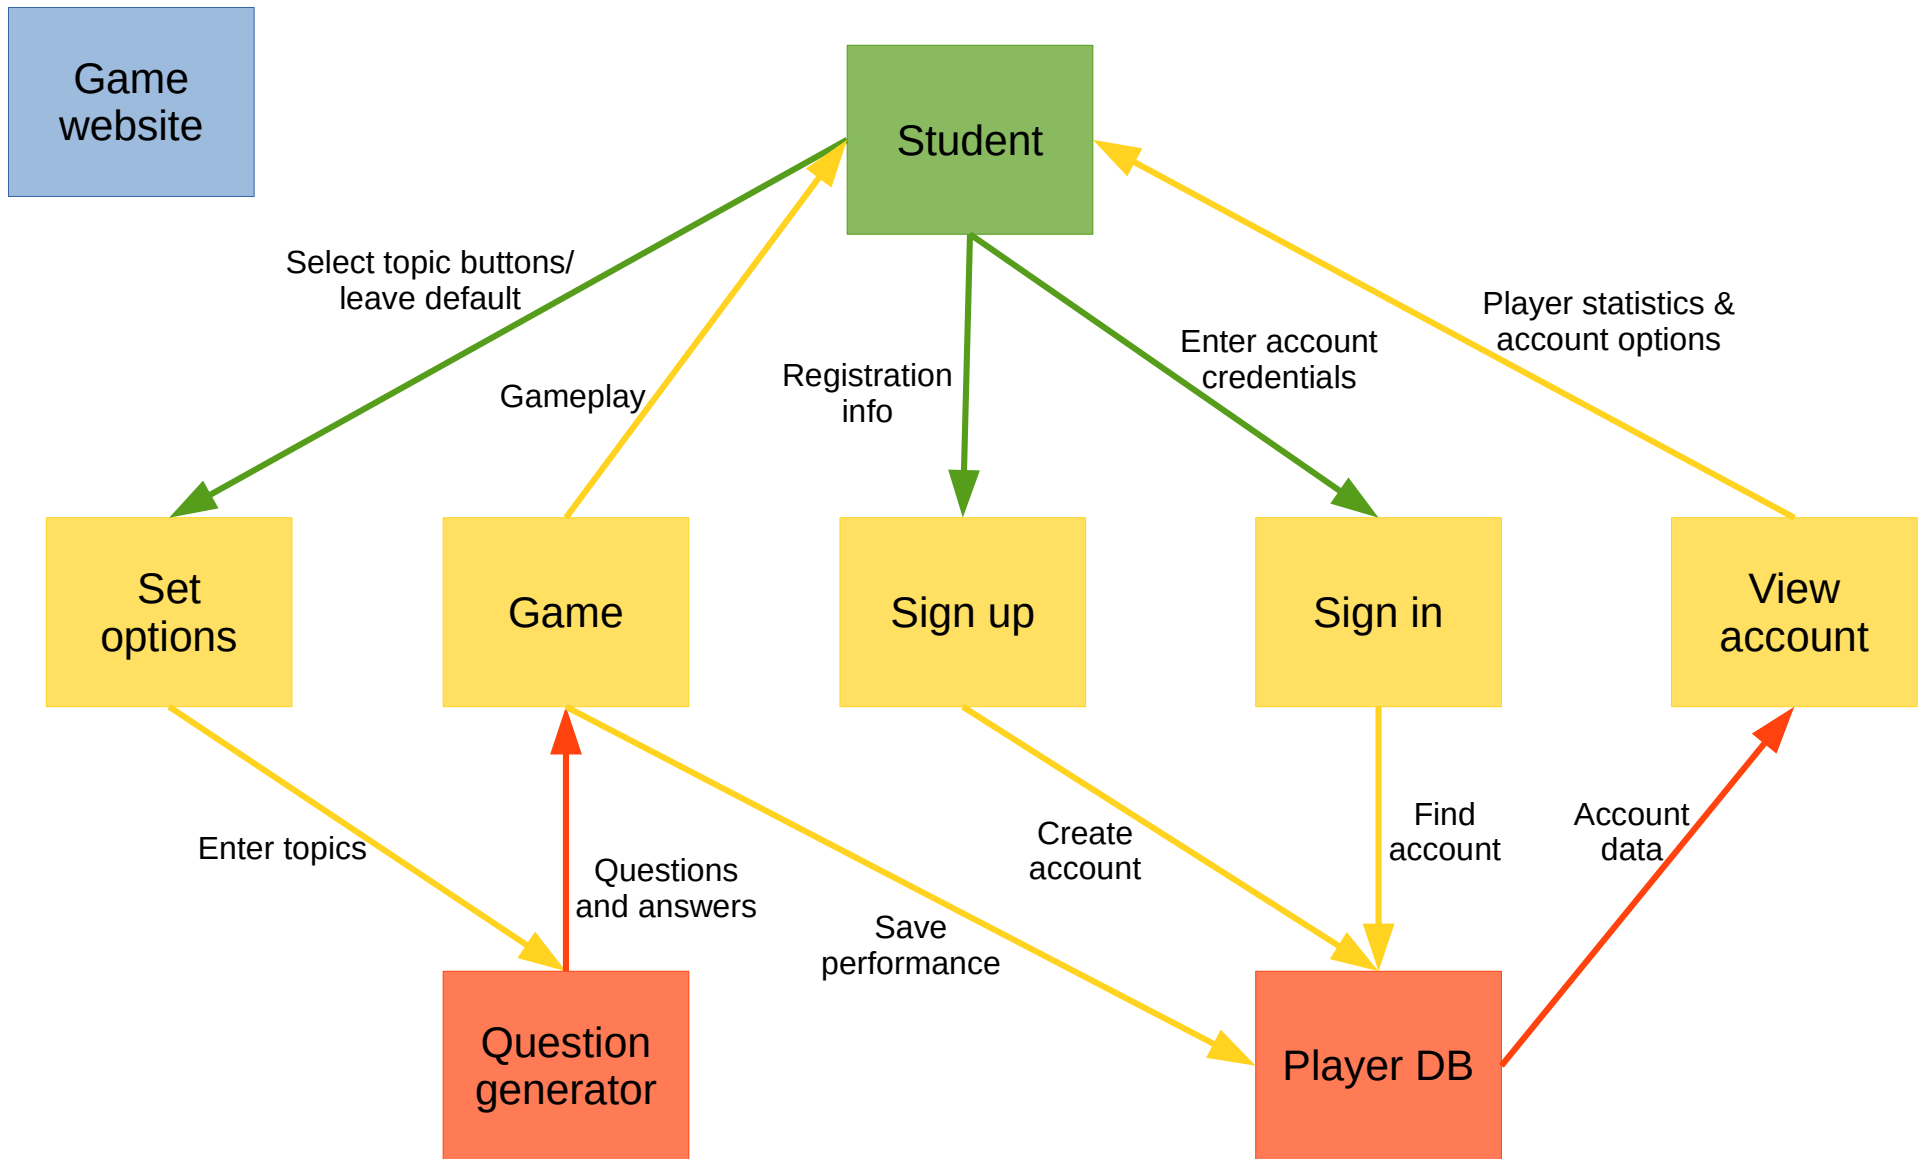 Game
website
Student
Select topic buttons/
leave default
Gameplay
Registration
info
Enter account
credentials
Player statistics &
account options
Set
options
Game
Sign up
Sign in
View
account
Enter topics
Questions
and answers
Save
performance
Create
account
Find
account
Account
data
Question
generator
Player DB